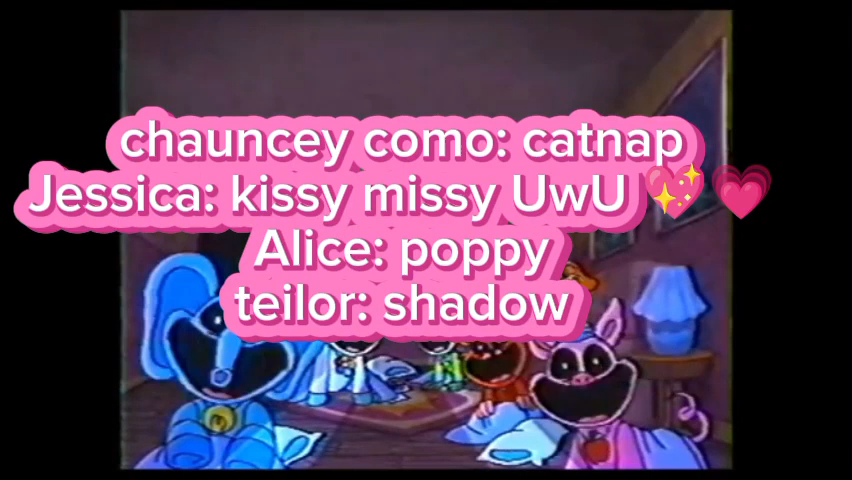 chauncey como: catnap
Jessica: kissy missy UwU 💖💗
Alice: poppy
teilor: shadow